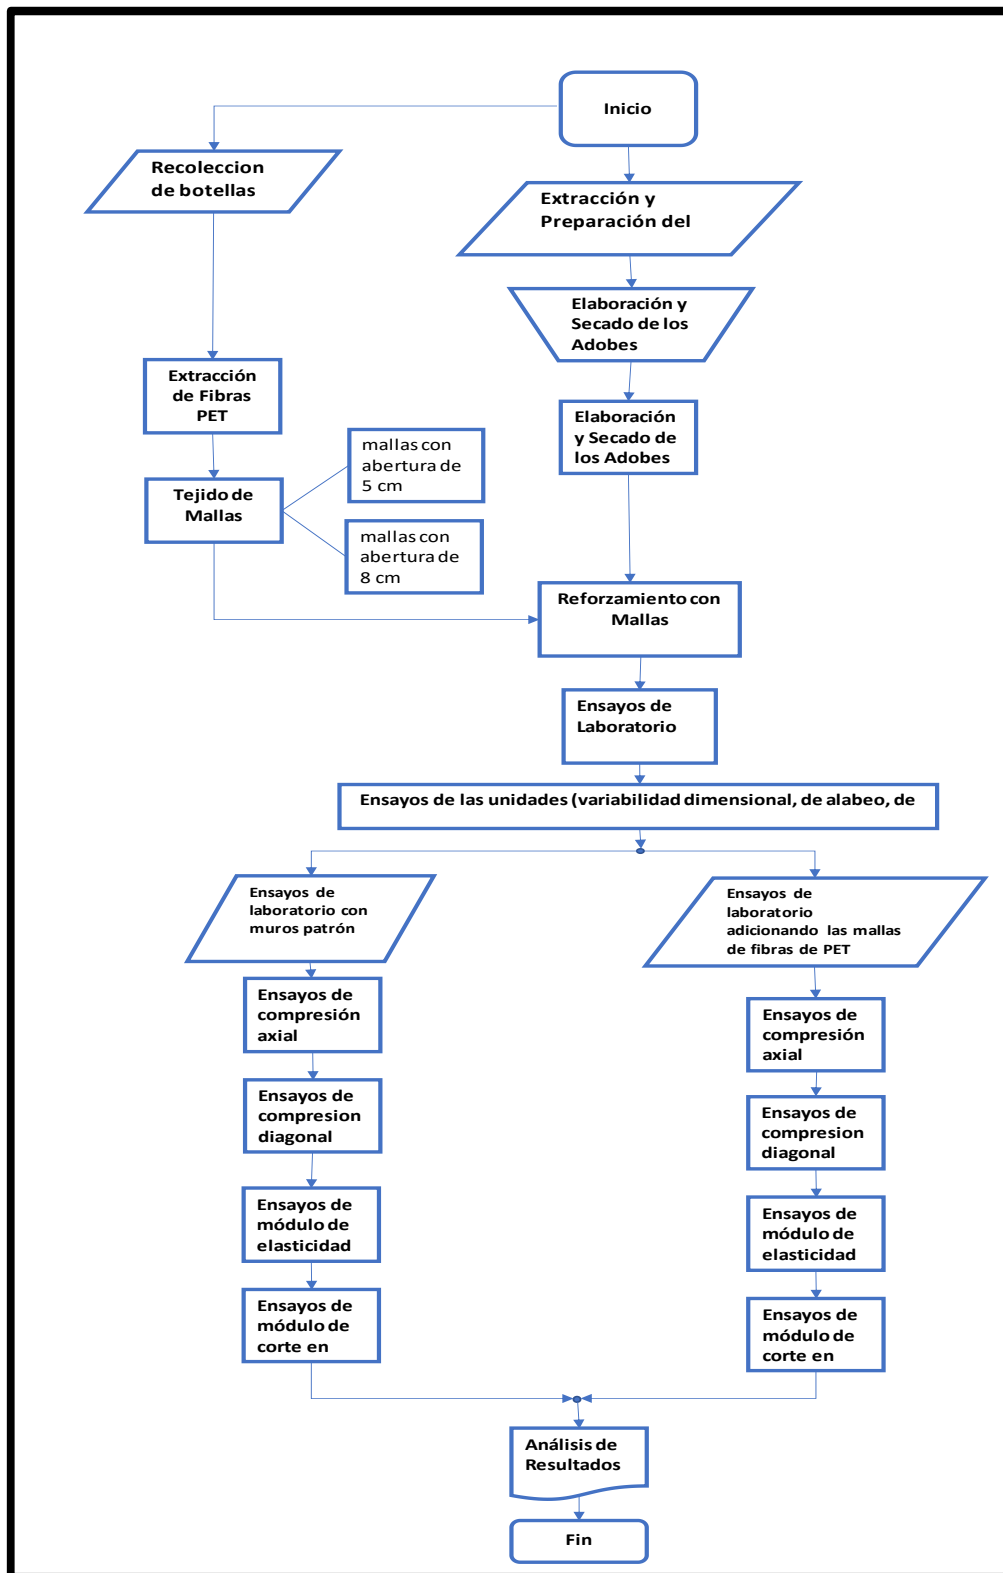 Inicio
Recoleccion
de botellas
Extracción y
Preparación del
Elaboración y
Secado de los
Adobes
Extracción
de Fibras
PET
Elaboración
y Secado de
los Adobes
mallas con
abertura de
5 cm
Tejido de
Mallas
mallas con
abertura de
8 cm
Reforzamiento con
Mallas
Ensayos de
Laboratorio
Ensayos de las unidades (variabilidad dimensional, de alabeo, de
Ensayos de
laboratorio con
muros patrón
Ensayos de
compresión
axial
Ensayos de
compresion
diagonal
Ensayos de
módulo de
elasticidad
Ensayos de
módulo de
corte en
Ensayos de
laboratorio
adicionando las mallas
de fibras de PET
Ensayos de
compresión
axial
Ensayos de
compresion
diagonal
Ensayos de
módulo de
elasticidad
Ensayos de
módulo de
corte en
Análisis de
Resultados
Fin